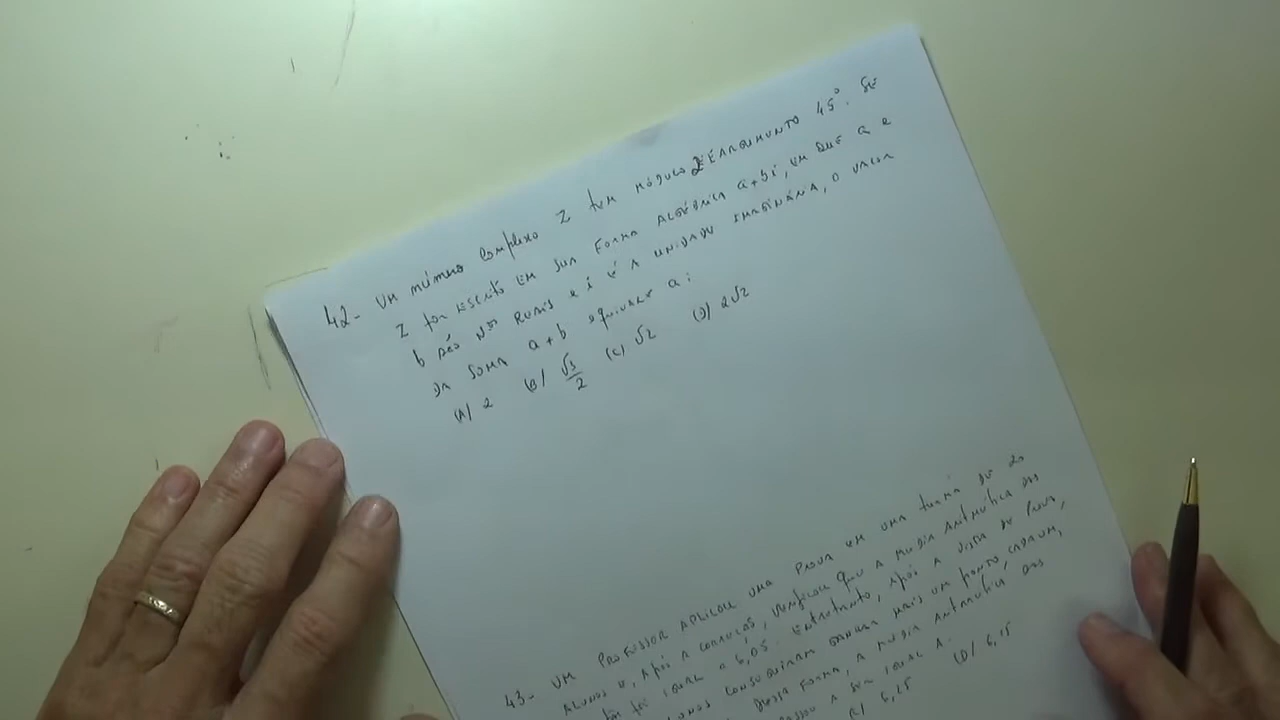 42- UM número Complexo Z TEM MÓDULO 2 E ARGUMENTO 45°. SE
Z FOR ESCRITO EM SUA FORMA ALGÉBRICA a+bi, EM QUE a e
b são Nºs REAIS e i é A UNIDADE IMAGINÁRIA, O VALOR
DA SOMA a+b equivale a:
(A) 2 (B) √3/2 (C) √2 (D) 2√2
43- UM PROFESSOR APLICOU UMA PROVA EM UMA TURMA DE 20
ALUNOS e, APÓS A CORREÇÃO, VERIFICOU QUE A MÉDIA ARITMÉTICA DAS
FOI IGUAL a 6,05. ENTRETANTO, APÓS A VISTA DE PROVA,
CONSEGUIRAM GANHAR MAIS UM PONTO CADA UM,
DESSA FORMA, A MÉDIA ARITMÉTICA DAS
PASSOU A SER IGUAL A:
6,25 (D) 6,15